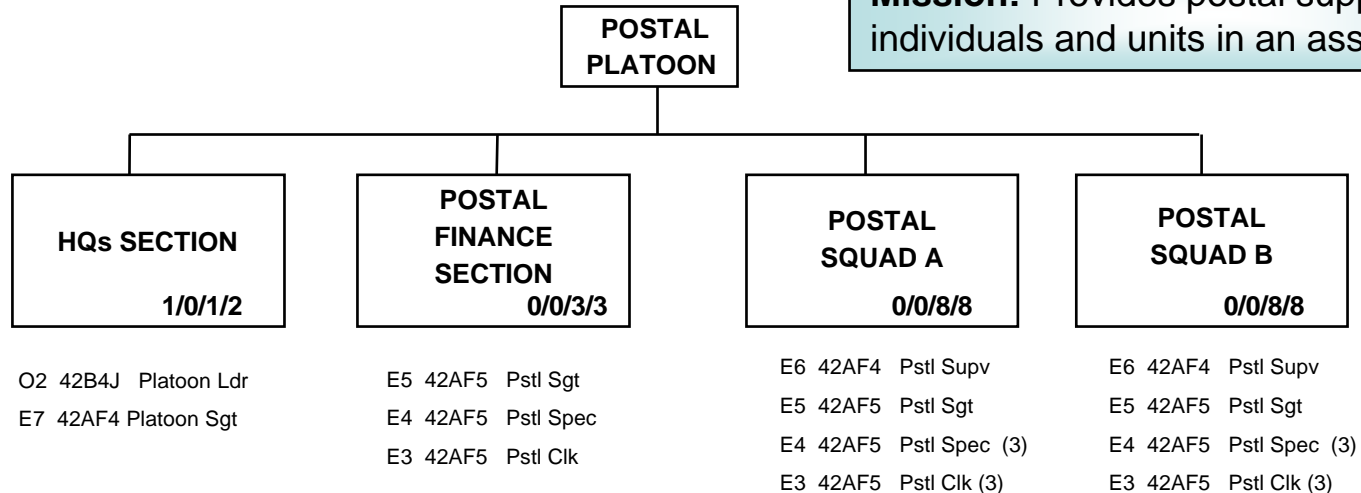 Mission: Provides postal
individuals and units in an
POSTAL
PLATOON
HQs SECTION
1/0/1/2
O2 42B4J Platoon Ldr
E7 42AF4 Platoon Sgt
POSTAL
FINANCE
SECTION
0/0/3/3
E5 42AF5 Pstl Sgt
E4 42AF5 Pstl Spec
E3 42AF5 Pstl Clk
POSTAL
SQUAD A
0/0/8/8
E6 42AF4 Pstl Supv
E5 42AF5 Pstl Sgt
E4 42AF5 Pstl Spec (3)
E3 42AF5 Pstl Clk (3)
POSTAL
SQUAD B
0/0/8/8
E6 42AF4 Pstl Supv
E5 42AF5 Pstl Sgt
E4 42AF5 Pstl Spec (3)
E3 42AF5 Pstl Clk (3)